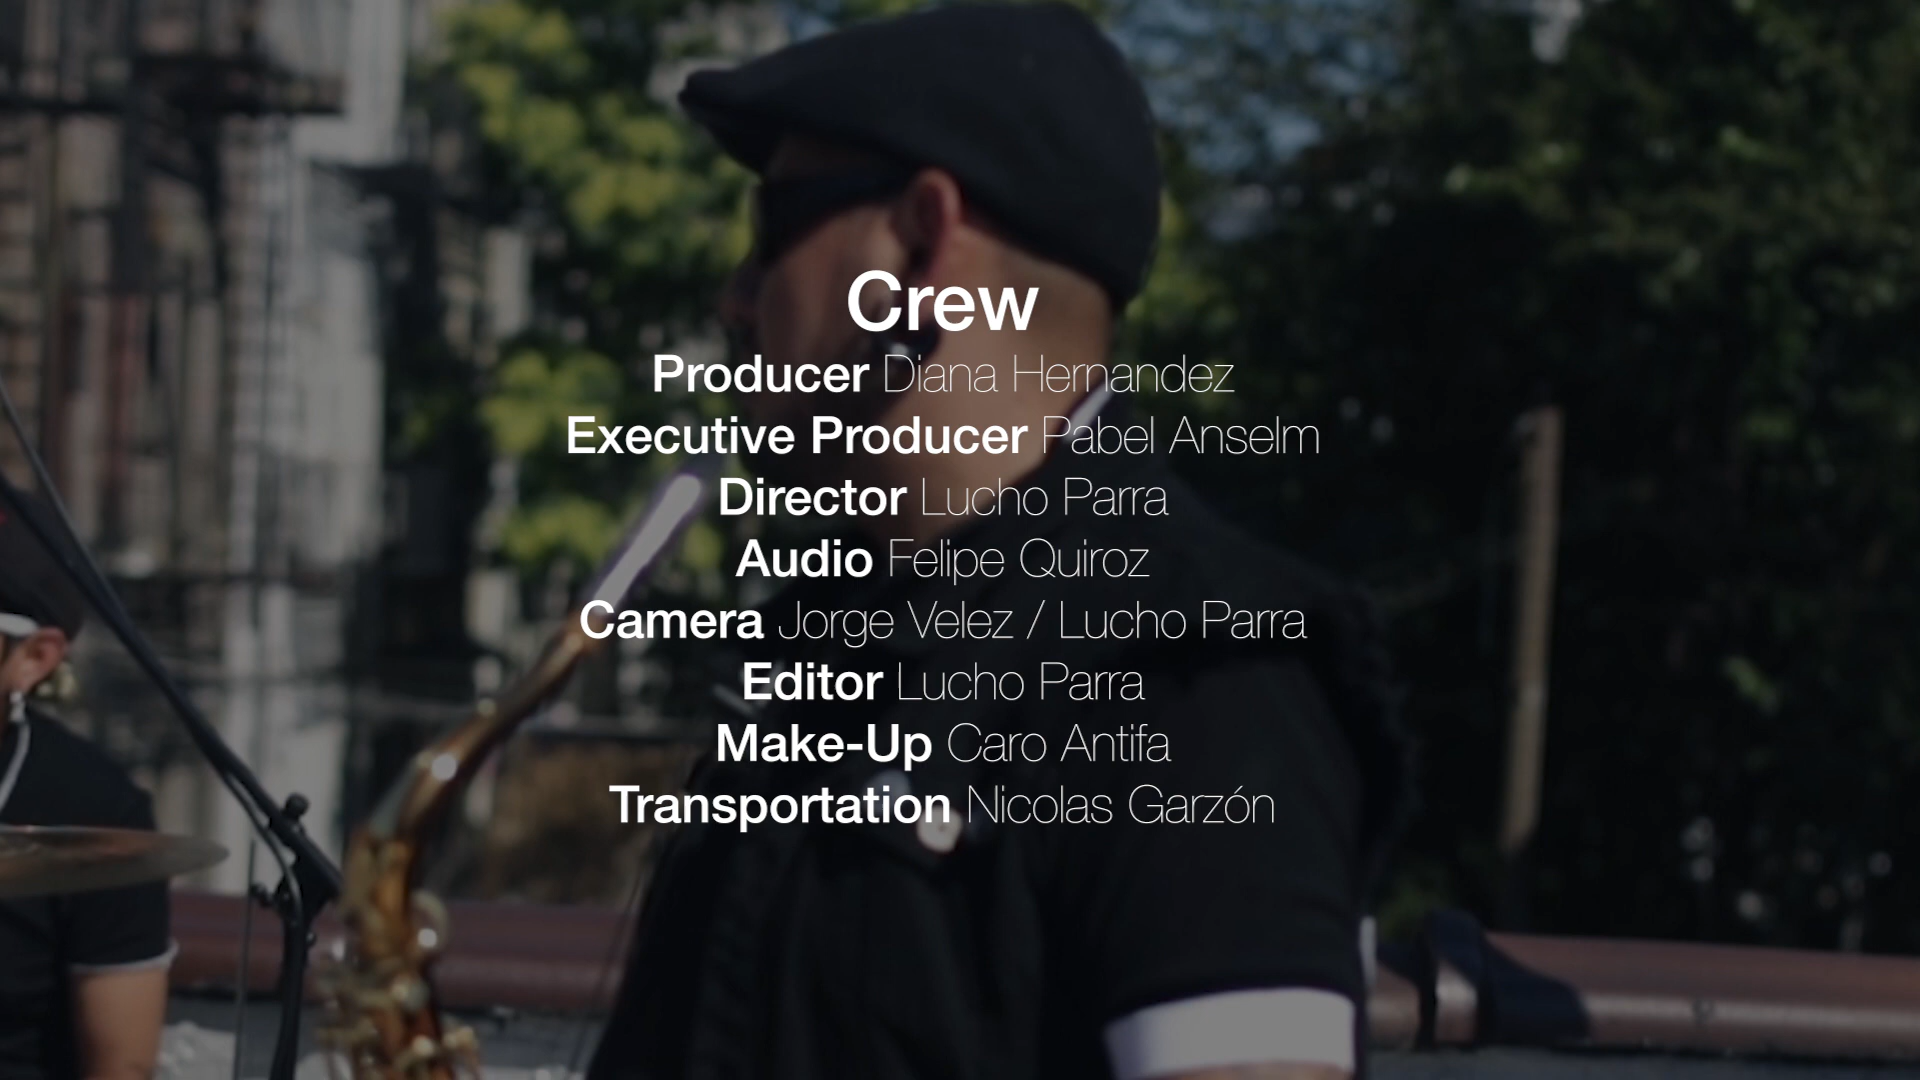 Crew
Producer Diana Hernandez
Executive Producer Pabel Anselm
Director Lucho Parra
Audio Felipe Quiroz
Camera Jorge Velez / Lucho Parra
Editor Lucho Parra
Make-Up Caro Antifa
Transportation Nicolas Garzón